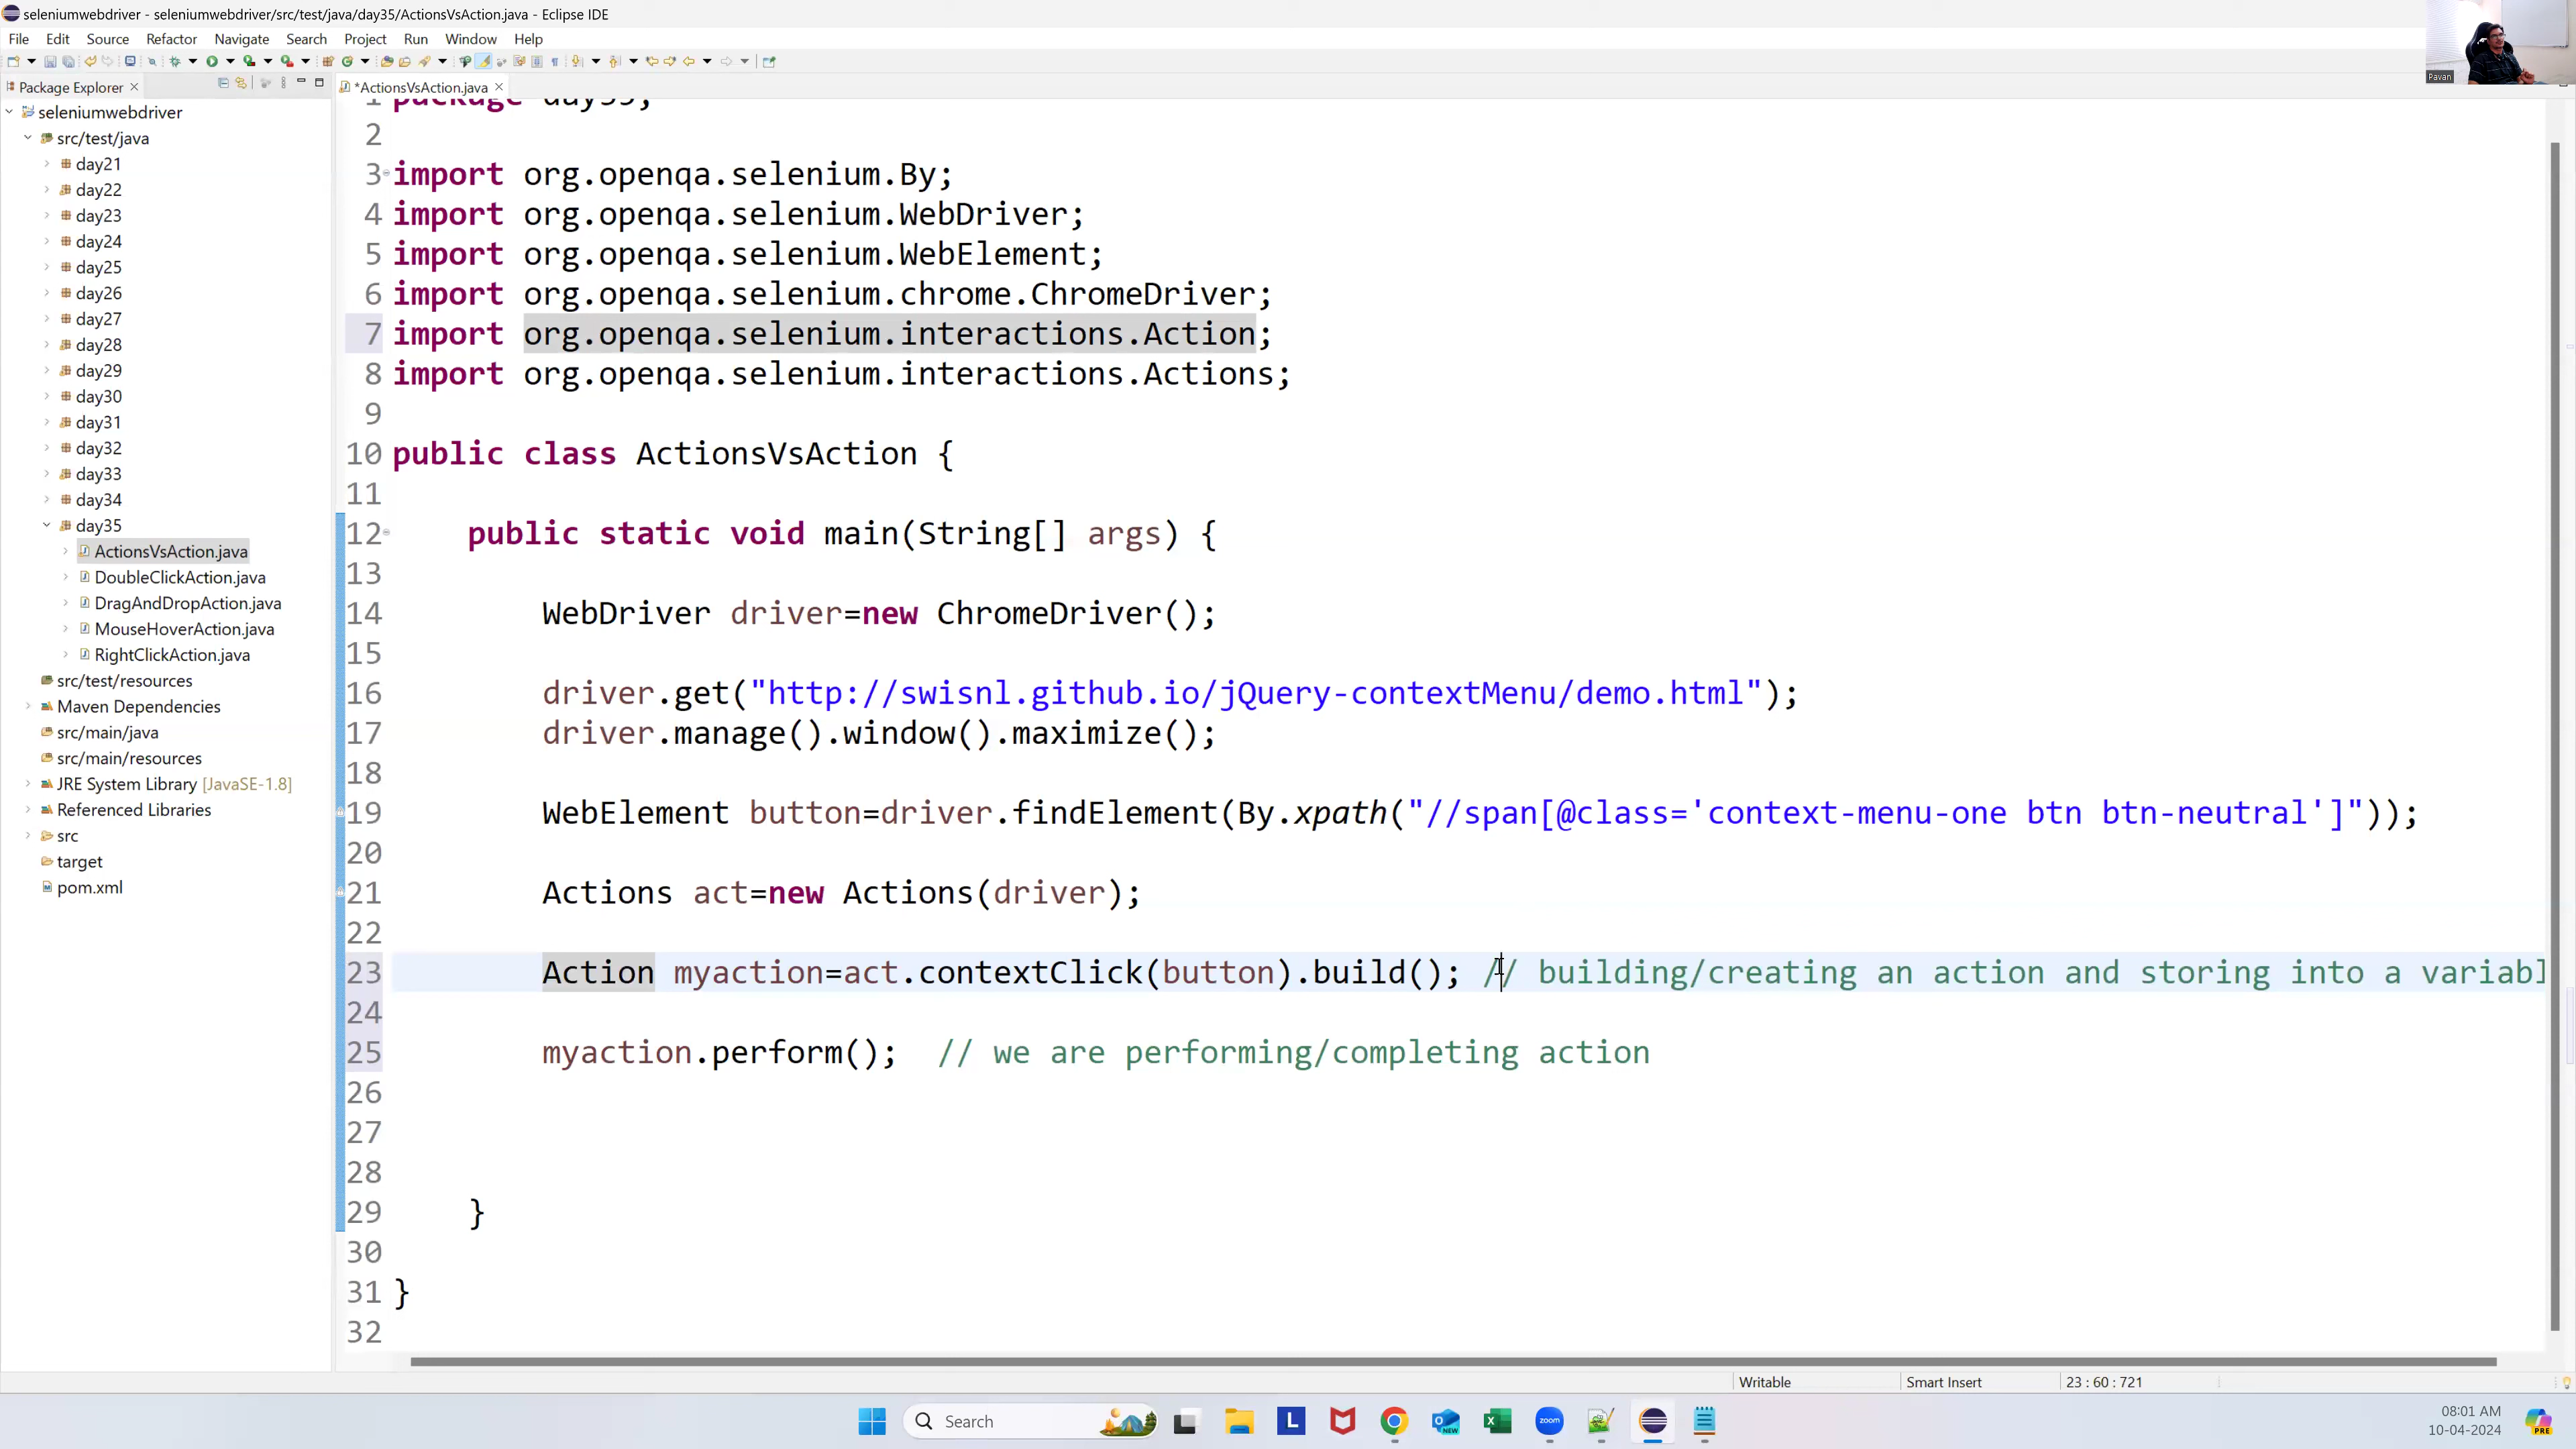 seleniumwebdriver - seleniumwebdriver/src/test/java/day35/ActionsVsAction.java - Eclipse IDE
File Edit Source Refactor Navigate Search Project Run Window Help
Pavan
Package Explorer
*ActionsVsAction.java
seleniumwebdriver
src/test/java
day21
day22
day23
day24
day25
day26
day27
day28
day29
day30
day31
day32
day33
day34
day35
ActionsVsAction.java
DoubleClickAction.java
DragAndDropAction.java
MouseHoverAction.java
RightClickAction.java
src/test/resources
Maven Dependencies
src/main/java
src/main/resources
JRE System Library [JavaSE-1.8]
Referenced Libraries
src
target
pom.xml
1 package day35;
2
3 import org.openqa.selenium.By;
4 import org.openqa.selenium.WebDriver;
5 import org.openqa.selenium.WebElement;
6 import org.openqa.selenium.chrome.ChromeDriver;
7 import org.openqa.selenium.interactions.Action;
8 import org.openqa.selenium.interactions.Actions;
9
10 public class ActionsVsAction {
11
12 public static void main(String[] args) {
13
14 WebDriver driver=new ChromeDriver();
15
16 driver.get("http://swisnl.github.io/jQuery-contextMenu/demo.html");
17 driver.manage().window().maximize();
18
19 WebElement button=driver.findElement(By.xpath("//span[@class='context-menu-one btn btn-neutral']"));
20
21 Actions act=new Actions(driver);
22
23 Action myaction=act.contextClick(button).build(); // building/creating an action and storing into a variabl
24
25 myaction.perform(); // we are performing/completing action
26
27
28
29 }
30
31 }
32
Writable Smart Insert 23 : 60 : 721
Search
L
NEW
zoom
08:01 AM
10-04-2024
PRE